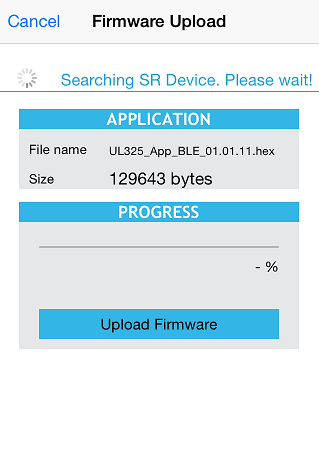 Cancel Firmware Upload
Searching SR Device. Please wait!
APPLICATION
File name UL325_App_BLE_01.01.11.hex
Size 129643 bytes
PROGRESS
- %
Upload Firmware